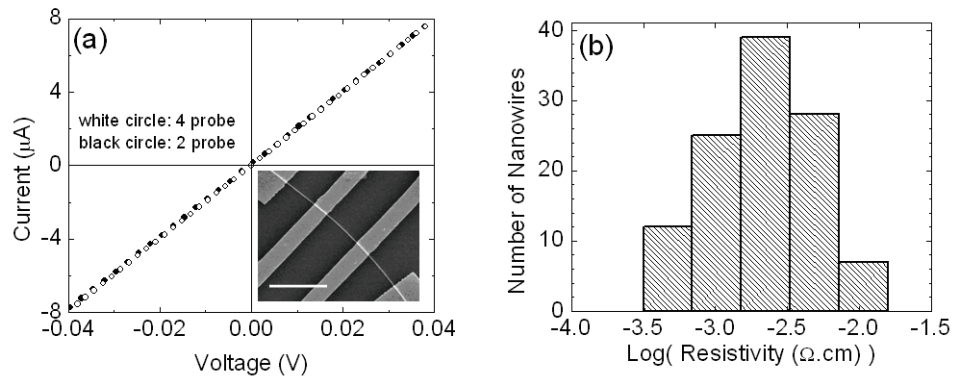 (a)
8
4
0
-4
-8
Current (μA)
white circle: 4 probe
black circle: 2 probe
-0.04 -0.02 0.00 0.02 0.04
Voltage (V)
(b)
40
30
20
10
0
Number of Nanowires
-4.0 -3.5 -3.0 -2.5 -2.0 -1.5
Log( Resistivity (Ω.cm) )